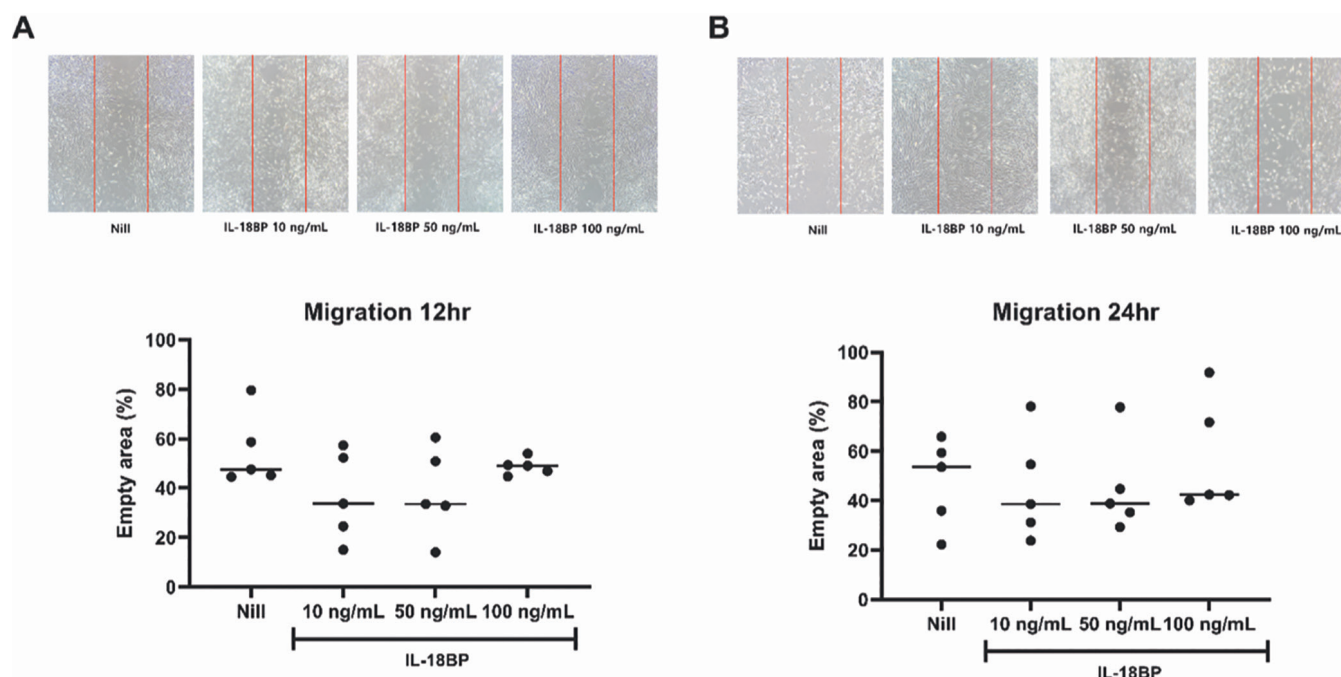 A
B
Nill
IL-18BP 10 ng/mL
IL-18BP 50 ng/mL
IL-18BP 100 ng/mL
Nill
IL-18BP 10 ng/mL
IL-18BP 50 ng/mL
IL-18BP 100 ng/mL
Migration 12hr
100
80
60
40
20
0
Empty area (%)
Nill
10 ng/mL
50 ng/mL
100 ng/mL
IL-18BP
Migration 24hr
100
80
60
40
20
0
Empty area (%)
Nill
10 ng/mL
50 ng/mL
100 ng/mL
IL-18BP